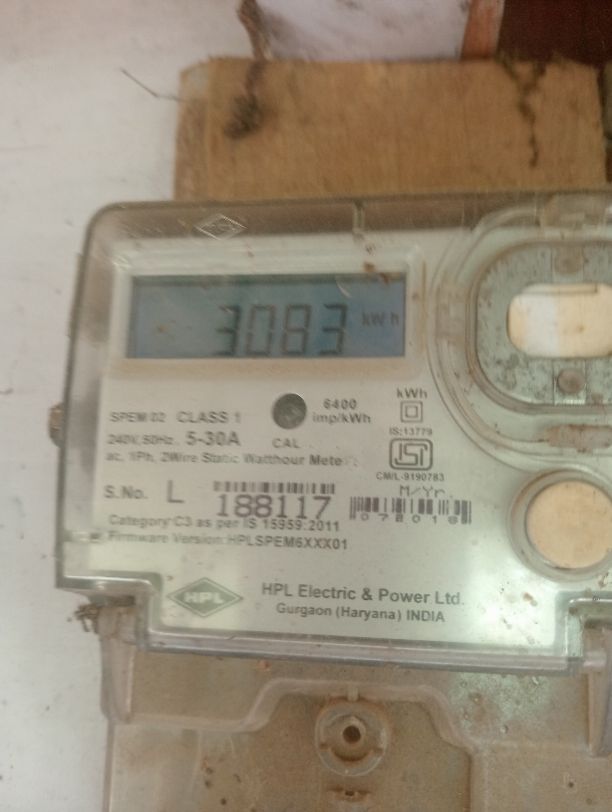 3083 kWh
6400
imp/kWh
kWh
IS:13779
SPEM 02 CLASS 1
240V, 50Hz, 5-30A CAL
ac, 1Ph, 2Wire Static Watthour Meter
CM/L-9190783
S.No. L 188117
M/Yr.
072018
Category C3 as per IS 15959:2011
Firmware Version:HPLSPEM6XXX01
HPL
HPL Electric & Power Ltd.
Gurgaon (Haryana) INDIA